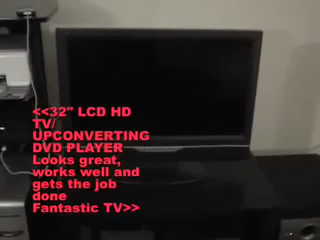 <<32" LCD HD
TV/
UPCONVERTING
DVD PLAYER
Looks great,
works well and
gets the job
done
Fantastic TV>>